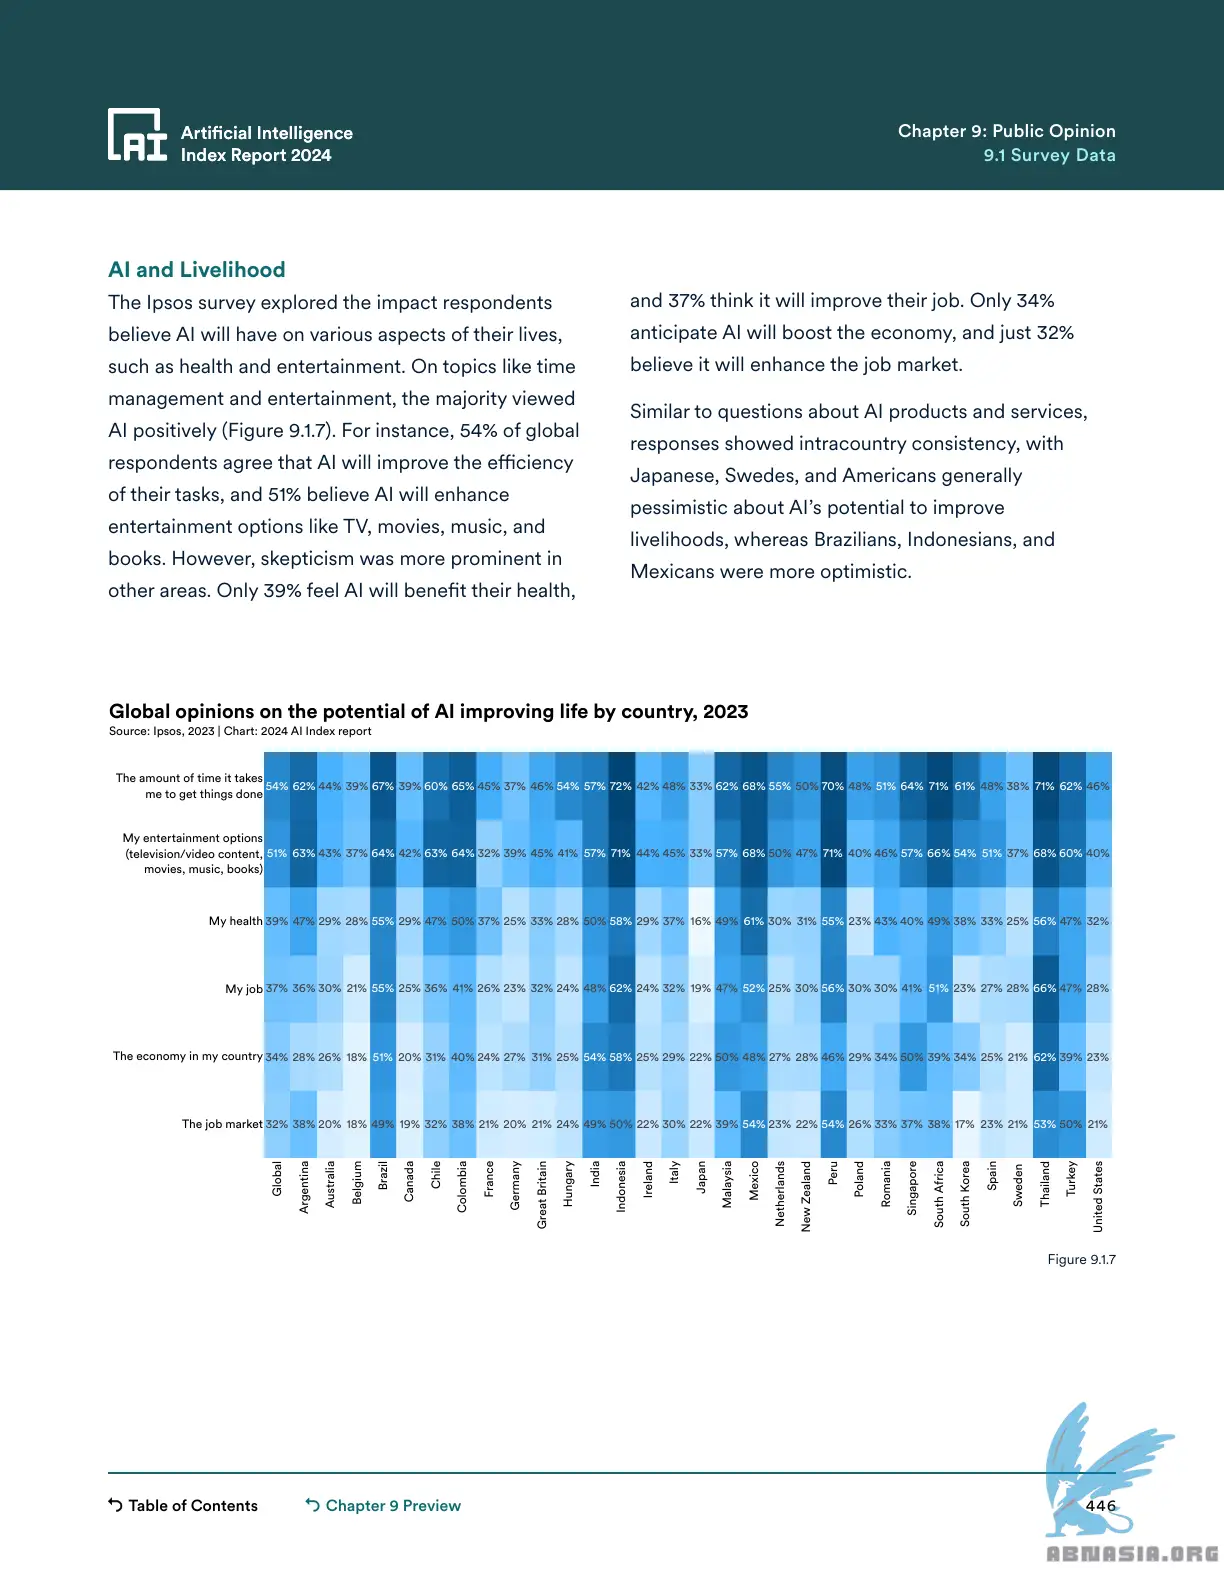 Artificial Intelligence
Index Report 2024
Chapter 9: Public Opinion
9.1 Survey Data
AI and Livelihood
The Ipsos survey explored the impact respondents
believe AI will have on various aspects of their lives,
such as health and entertainment. On topics like time
management and entertainment, the majority viewed
AI positively (Figure 9.1.7). For instance, 54% of global
respondents agree that AI will improve the efficiency
of their tasks, and 51% believe AI will enhance
entertainment options like TV, movies, music, and
books. However, skepticism was more prominent in
other areas. Only 39% feel AI will benefit their health,
and 37% think it will improve their job. Only 34%
anticipate AI will boost the economy, and just 32%
believe it will enhance the job market.
Similar to questions about AI products and services,
responses showed intracountry consistency, with
Japanese, Swedes, and Americans generally
pessimistic about AI's potential to improve
livelihoods, whereas Brazilians, Indonesians, and
Mexicans were more optimistic.
Global opinions on the potential of AI improving life by country, 2023
Source: Ipsos, 2023 | Chart: 2024 AI Index report
The amount of time it takes
me to get things done
54% 62% 44% 39% 67% 39% 60% 65% 45% 37% 46% 54% 57% 72% 42% 48% 33% 62% 68% 55% 50% 70% 48% 51% 64% 71% 61% 48% 38% 71% 62% 46%
My entertainment options
(television/video content,
movies, music, books)
51% 63% 43% 37% 64% 42% 63% 64% 32% 39% 45% 41% 57% 71% 44% 45% 33% 57% 68% 50% 47% 71% 40% 46% 57% 66% 54% 51% 37% 68% 60% 40%
My health 39% 47% 29% 28% 55% 29% 47% 50% 37% 25% 33% 28% 50% 58% 29% 37% 16% 49% 61% 30% 31% 55% 23% 43% 40% 49% 38% 33% 25% 56% 47% 32%
My job 37% 36% 30% 21% 55% 25% 36% 41% 26% 23% 32% 24% 48% 62% 24% 32% 19% 47% 52% 25% 30% 56% 30% 30% 41% 51% 23% 27% 28% 66% 47% 28%
The economy in my country 34% 28% 26% 18% 51% 20% 31% 40% 24% 27% 31% 25% 54% 58% 25% 29% 22% 50% 48% 27% 28% 46% 29% 34% 50% 39% 34% 25% 21% 62% 39% 23%
The job market 32% 38% 20% 18% 49% 19% 32% 38% 21% 20% 21% 24% 49% 50% 22% 30% 22% 39% 54% 23% 22% 54% 26% 33% 37% 38% 17% 23% 21% 53% 50% 21%
Global
Argentina
Australia
Belgium
Brazil
Canada
Chile
Colombia
France
Germany
Great Britain
Hungary
India
Indonesia
Ireland
Italy
Japan
Malaysia
Mexico
Netherlands
New Zealand
Peru
Poland
Romania
Singapore
South Africa
South Korea
Spain
Sweden
Thailand
Turkey
United States
Figure 9.1.7
Table of Contents
Chapter 9 Preview
446
ABNASIA.ORG